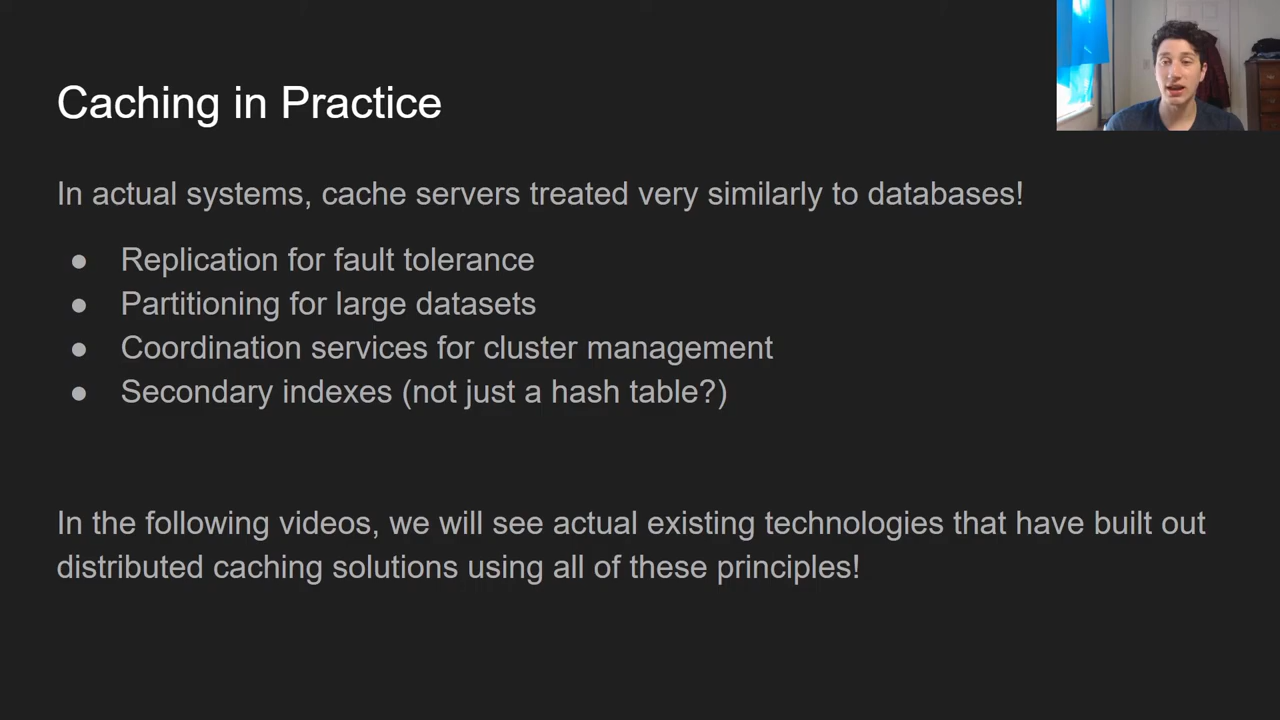 Caching in Practice
In actual systems, cache servers treated very similarly to databases!
● Replication for fault tolerance
● Partitioning for large datasets
● Coordination services for cluster management
● Secondary indexes (not just a hash table?)
In the following videos, we will see actual existing technologies that have built out
distributed caching solutions using all of these principles!